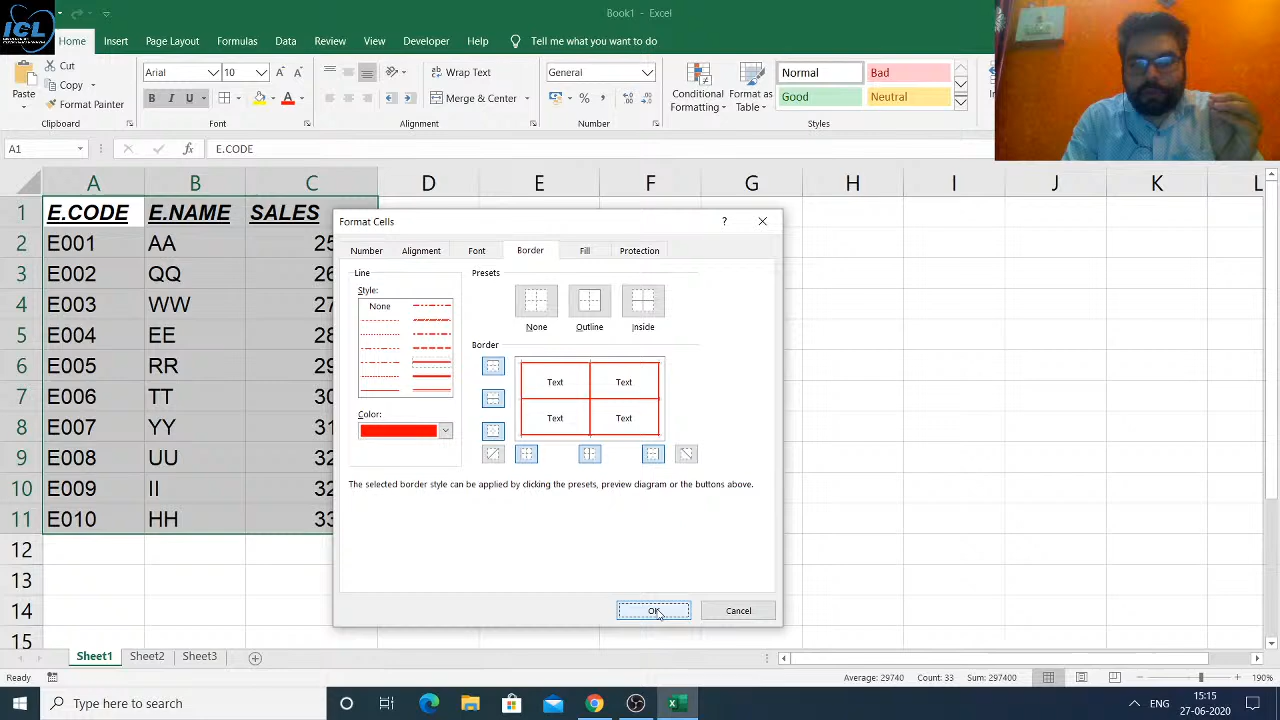 ICL
Book1 - Excel
Home Insert Page Layout Formulas Data Review View Developer Help Tell me what you want to do
Paste
Cut
Copy
Format Painter
Clipboard
Arial 10
B I U
Font
Wrap Text
Merge & Center
Alignment
General
Number
Conditional Formatting
Format as Table
Normal Bad
Good Neutral
Styles
A1 fx E.CODE
A B C D E F G H I J K L
1 E.CODE E.NAME SALES
2 E001 AA 25
3 E002 QQ 26
4 E003 WW 27
5 E004 EE 28
6 E005 RR 29
7 E006 TT 30
8 E007 YY 31
9 E008 UU 32
10 E009 II 32
11 E010 HH 33
12
13
14
15
Format Cells ?
Number Alignment Font Border Fill Protection
Line
Style:
None
Color:
Presets
None Outline Inside
Border
Text Text
Text Text
The selected border style can be applied by clicking the presets, preview diagram or the buttons above.
OK Cancel
Sheet1 Sheet2 Sheet3
Ready Average: 29740 Count: 33 Sum: 297400 190%
Type here to search
ENG
15:15
27-06-2020